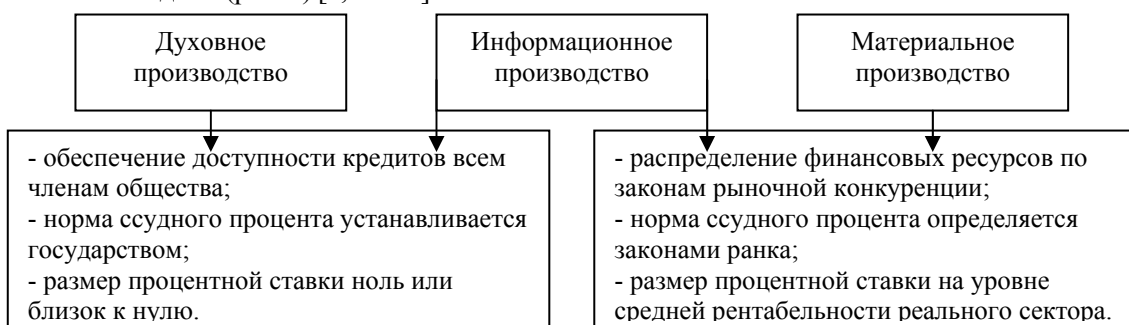 Духовное
производство
Информационное
производство
Материальное
производство
- обеспечение доступности кредитов всем
членам общества;
- норма ссудного процента устанавливается
государством;
- размер процентной ставки ноль или
близок к нулю.
- распределение финансовых ресурсов по
законам рыночной конкуренции;
- норма ссудного процента определяется
законами ранка;
- размер процентной ставки на уровне
средней рентабельности реального сектора.